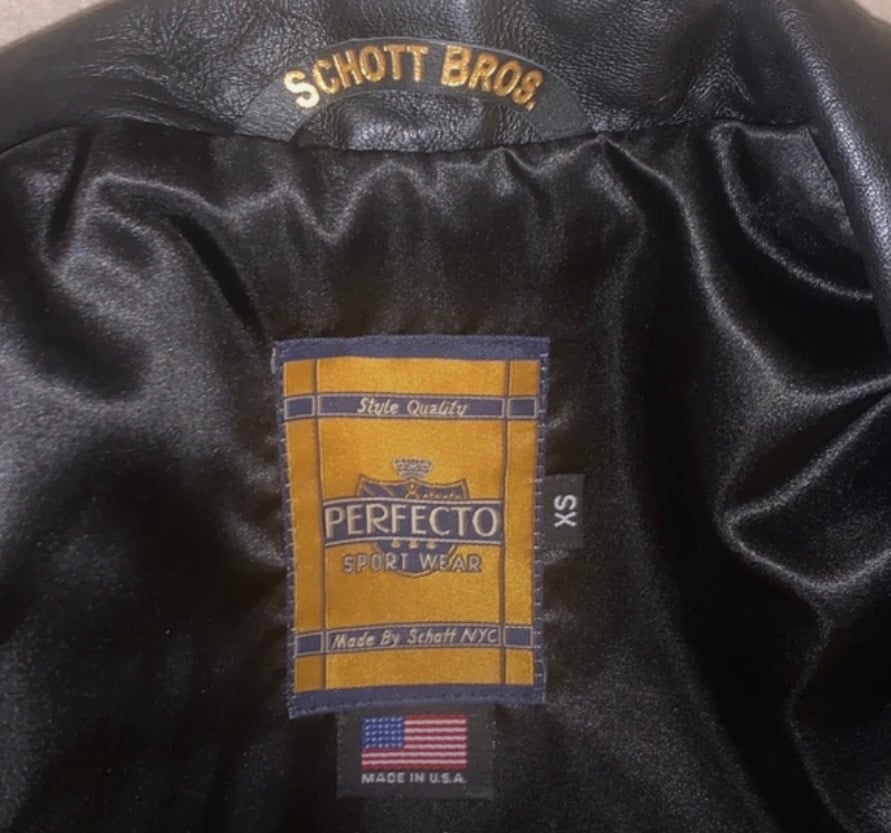 SCHOTT BROS.
Style Quality
PERFECTO
SPORT WEAR
XS
Made By Schott NYC
MADE IN U.S.A.